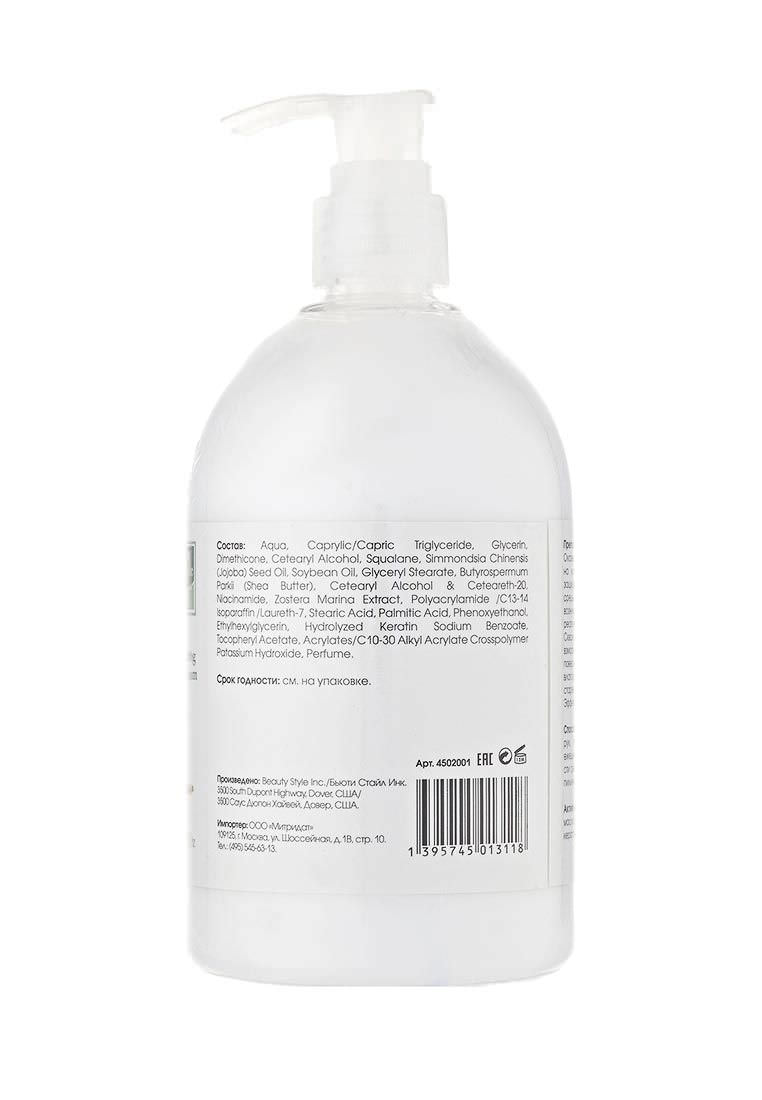 Состав: Aqua, Caprylic/Capric Triglyceride, Glycerin,
Dimethicone, Cetearyl Alcohol, Squalane, Simmondsia Chinensis
(Jojoba) Seed Oil, Soybean Oil, Glyceryl Stearate, Butyrospermum
Parkii (Shea Butter), Cetearyl Alcohol & Ceteareth-20,
Niacinamide, Zostera Marina Extract, Polyacrylamide /C13-14
Isoparaffin /Laureth-7, Stearic Acid, Palmitic Acid, Phenoxyethanol,
Ethylhexylglycerin, Hydrolyzed Keratin Sodium Benzoate,
Tocopheryl Acetate, Acrylates/C10-30 Alkyl Acrylate Crosspolymer
Patassium Hydroxide, Perfume.
Срок годности: см. на упаковке.
Арт. 4502001 EAC 12M
Произведено: Beauty Style Inc./Бьюти Стайл Инк.
3500 South Dupont Highway, Dover, США/
3500 Саус Дюпон Хайвей, Довер, США.
Импортер: ООО «Митридат»
109125, г. Москва, ул. Шоссейная, д. 1В, стр. 10.
Тел.: (495) 545-63-13.
1 395745 013118